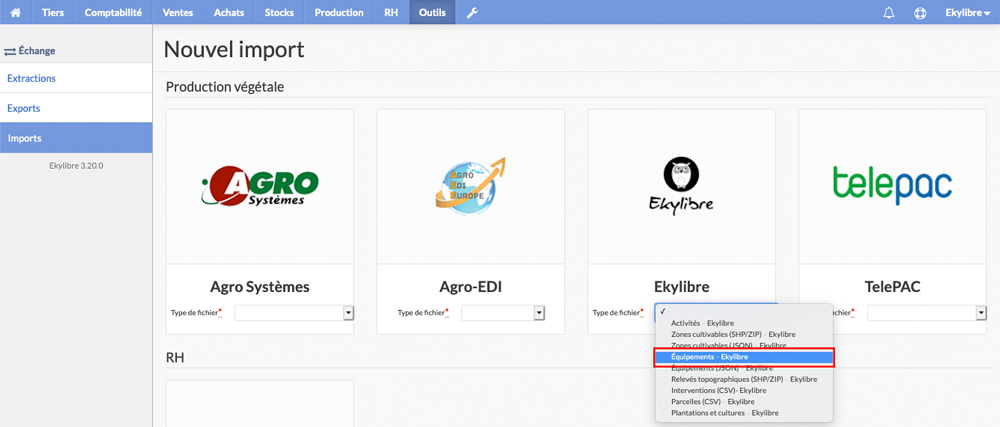 Tiers Comptabilité Ventes Achats Stocks Production RH Outils Ekylibre
Échange
Extractions
Exports
Imports
Ekylibre 3.20.0
Nouvel import
Production végétale
AGRO
Systèmes
AGRO
EDI
EUROPE
Ekylibre
telepac
Agro Systèmes
Agro-EDI
Ekylibre
TelePAC
Type de fichier*
Type de fichier*
Type de fichier*
Type de fichier*
✓
Activités - Ekylibre
Zones cultivables (SHP/ZIP) - Ekylibre
Zones cultivables (JSON) - Ekylibre
Équipements - Ekylibre
Équipements (JSON) - Ekylibre
Relevés topographiques (SHP/ZIP) - Ekylibre
Interventions (CSV)- Ekylibre
Parcelles (CSV) - Ekylibre
Plantations et cultures - Ekylibre
RH